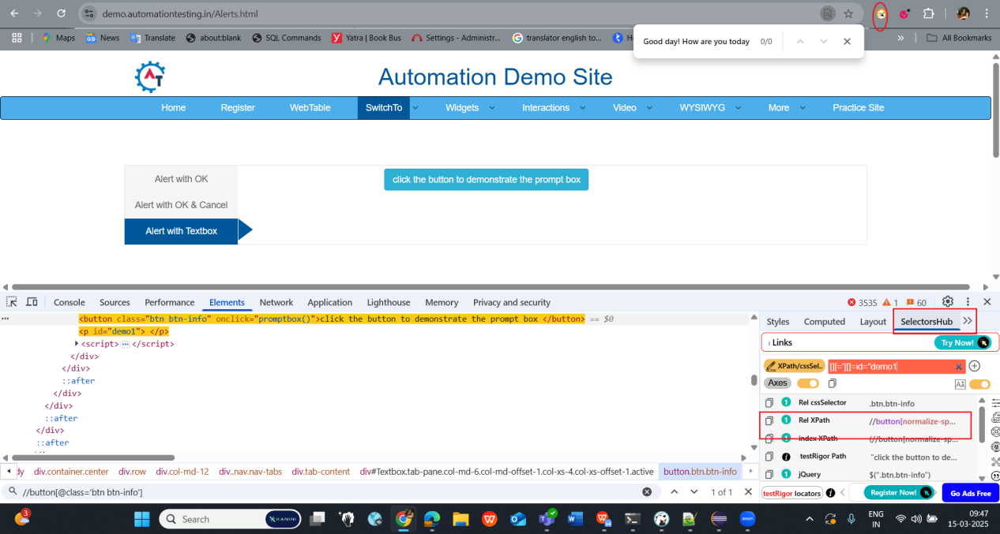 demo.automationtesting.in/Alerts.html
Maps News Translate about:blank SQL Commands Yatra | Book Bus Settings - Administr... translator english to... » All Bookmarks
Good day! How are you today 0/0
AT
Automation Demo Site
Home Register WebTable SwitchTo Widgets Interactions Video WYSIWYG More Practice Site
Alert with OK
click the button to demonstrate the prompt box
Alert with OK & Cancel
Alert with Textbox
Console Sources Performance Elements Network Application Lighthouse Memory Privacy and security 3535 1 60
<button class="btn btn-info" onclick="promptbox()">click the button to demonstrate the prompt box </button> == $0
<p id="demo1"> </p>
<script>…</script>
</div>
</div>
::after
</div>
</div>
::after
</div>
::after
dy div.container.center div.row div.col-md-12 div..nav.nav-tabs div.tab-content div#Textbox.tab-pane.col-md-6.col-md-offset-1.col-xs-4.col-xs-offset-1.active button.btn.btn-info
//button[@class='btn btn-info'] 1 of 1
Styles Computed Layout SelectorsHub
Links Try Now!
XPath/cssSel.. [][='][]=id="demo1
Axes
1 Rel cssSelector .btn.btn-info
1 Rel XPath //button[normalize-sp...
1 index XPath (//button[normalize-sp...
testRigor Path "click the button to de...
1 jQuery $(".btn.btn-info")
testRigor locators Register Now! Go Ads Free
3 Search KANINI ENG IN 09:47 15-03-2025